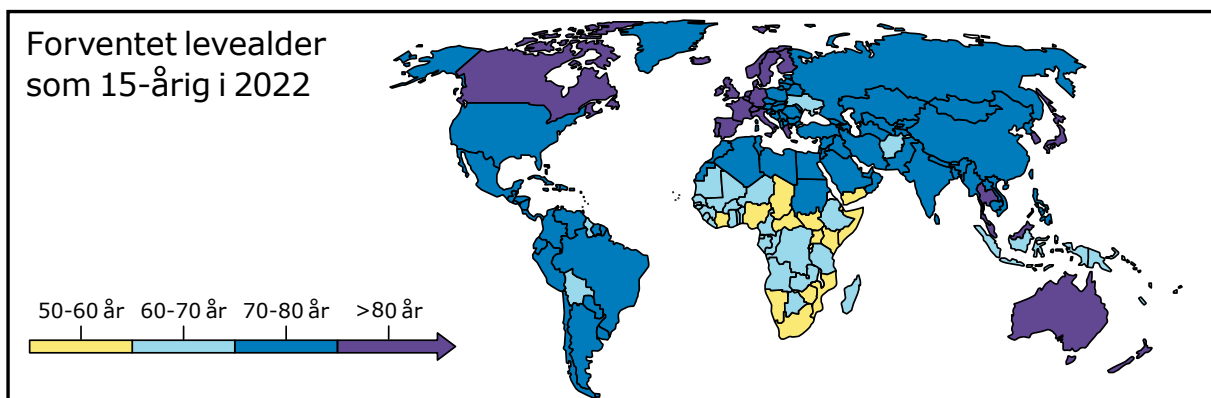 Forventet levealder
som 15-årig i 2022
50-60 år 60-70 år 70-80 år >80 år